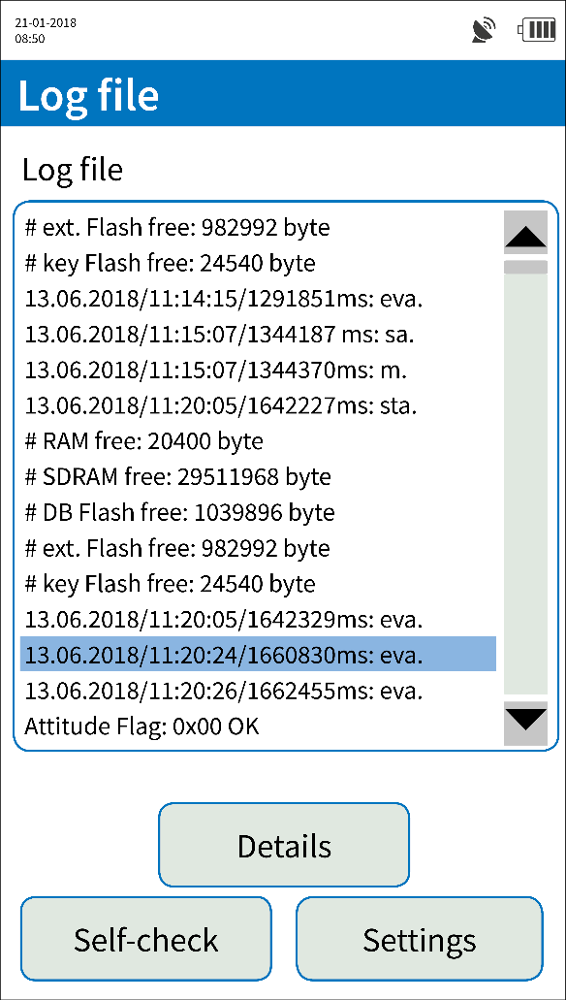 21-01-2018
08:50
Log file
Log file
# ext. Flash free: 982992 byte
# key Flash free: 24540 byte
13.06.2018/11:14:15/1291851ms: eva.
13.06.2018/11:15:07/1344187 ms: sa.
13.06.2018/11:15:07/1344370ms: m.
13.06.2018/11:20:05/1642227ms: sta.
# RAM free: 20400 byte
# SDRAM free: 29511968 byte
# DB Flash free: 1039896 byte
# ext. Flash free: 982992 byte
# key Flash free: 24540 byte
13.06.2018/11:20:05/1642329ms: eva.
13.06.2018/11:20:24/1660830ms: eva.
13.06.2018/11:20:26/1662455ms: eva.
Attitude Flag: 0x00 OK
Details
Self-check
Settings